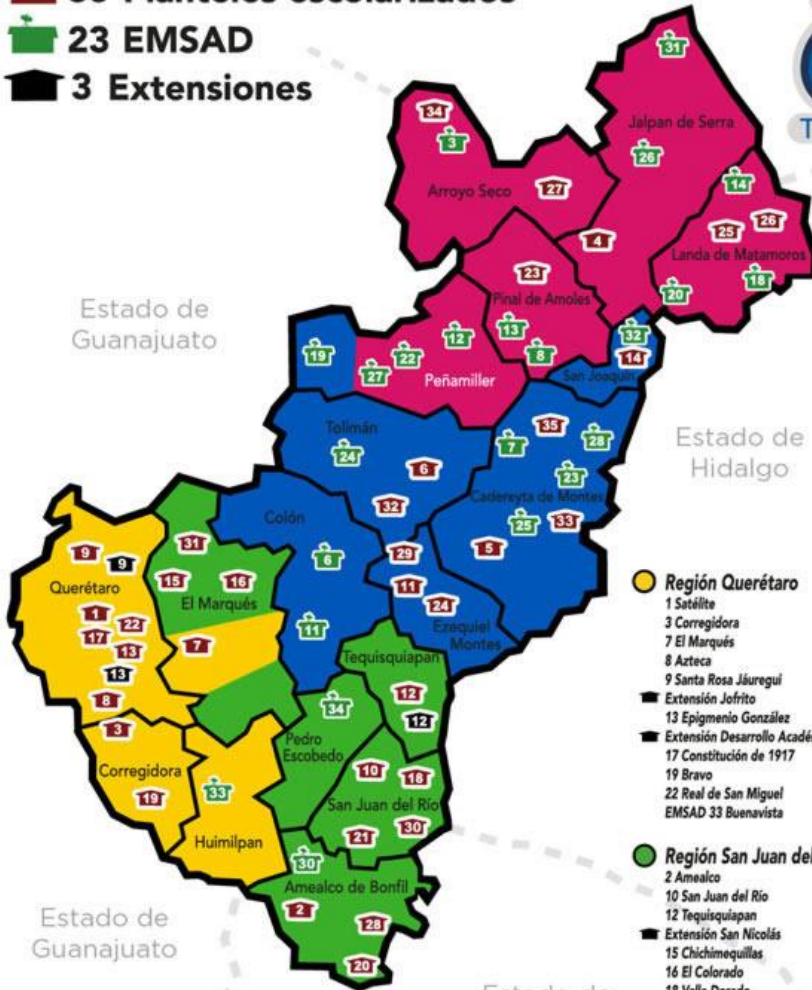 23 EMSAD
3 Extensiones
31
34
3
Jalpan de Serra
26
14
Arroyo Seco
27
26
25
4
Landa de Matamoros
23
18
20
Pinal de Amoles
Estado de
Guanajuato
13
12
32
19
22
8
14
27
Peñamiller
San Joaquín
35
Tolimán
7
28
Estado de
Hidalgo
24
6
23
32
Cadereyta de Montes
25
33
Colón
5
31
29
9
9
6
Querétaro
15
16
11
El Marqués
24
1
22
11
Ezequiel
Montes
17
13
7
Tequisquiapan
13
12
8
34
12
3
Pedro
Escobedo
Corregidora
10
18
33
19
San Juan del Río
30
21
Huimilpan
30
Amealco de Bonfil
2
28
20
Estado de
Guanajuato
Región Querétaro
1 Satélite
3 Corregidora
7 El Marqués
8 Azteca
9 Santa Rosa Jáuregui
Extensión Jofrito
13 Epigmenio González
Extensión Desarrollo Acadé
17 Constitución de 1917
19 Bravo
22 Real de San Miguel
EMSAD 33 Buenavista
Región San Juan del
2 Amealco
10 San Juan del Río
12 Tequisquiapan
Extensión San Nicolás
15 Chichimequillas
16 El Colorado